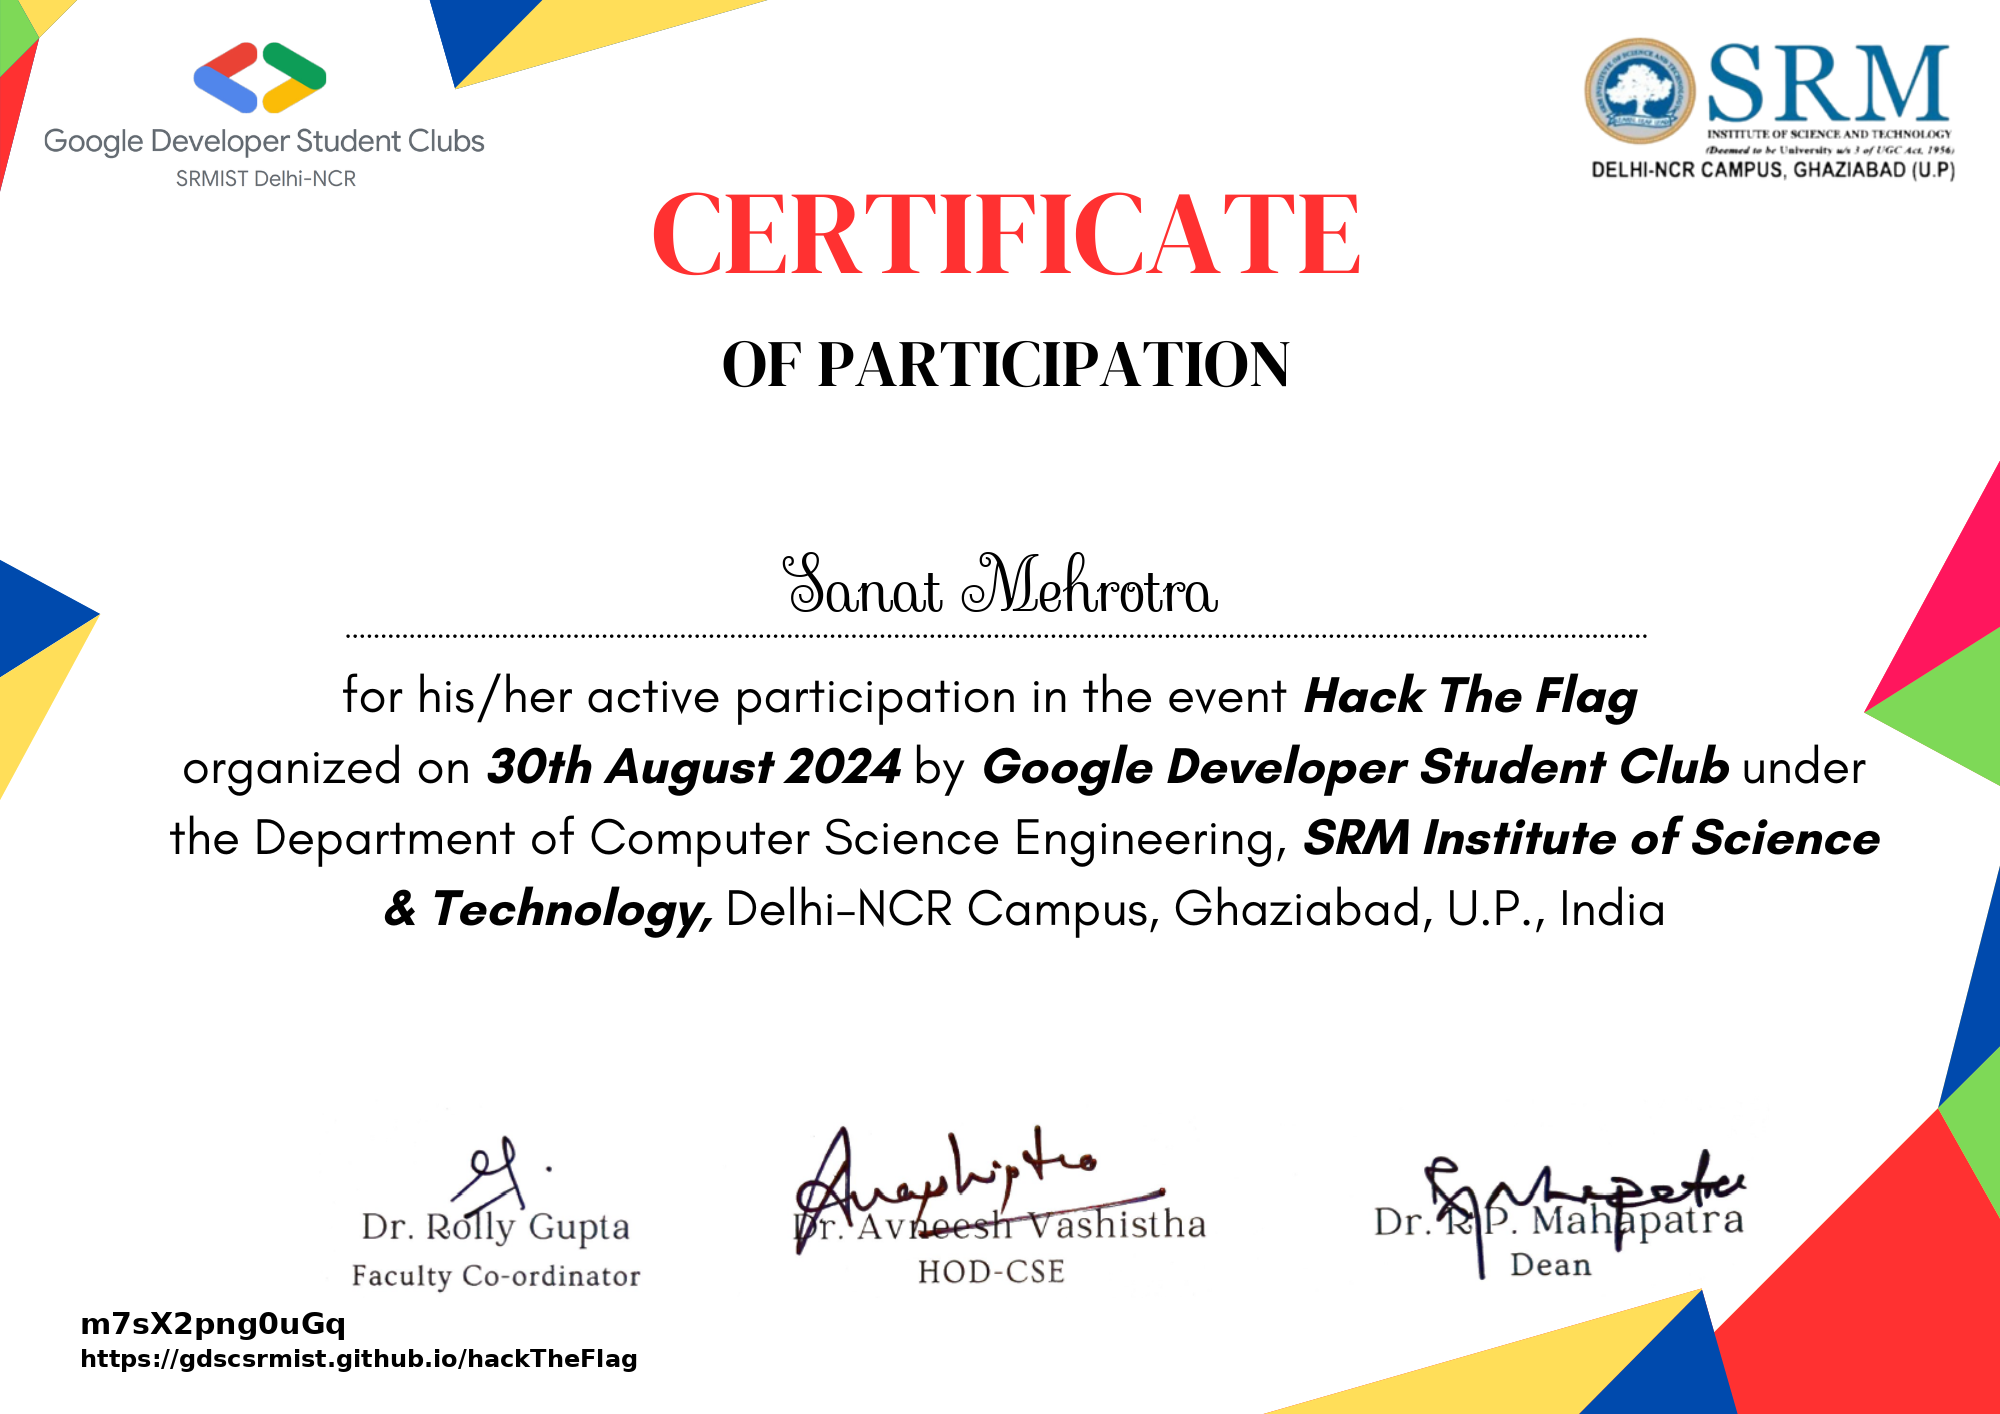 Google Developer Student Clubs
SRMIST Delhi-NCR
SRM
INSTITUTE OF SCIENCE AND TECHNOLOGY
(Deemed to be University u/s 3 of UGC Act, 1956)
DELHI-NCR CAMPUS, GHAZIABAD (U.P)
CERTIFICATE
OF PARTICIPATION
Sanat Mehrotra
for his/her active participation in the event Hack The Flag
organized on 30th August 2024 by Google Developer Student Club under
the Department of Computer Science Engineering, SRM Institute of Science
& Technology, Delhi-NCR Campus, Ghaziabad, U.P., India
Dr. Rolly Gupta
Faculty Co-ordinator
Dr. Avneesh Vashistha
HOD-CSE
Dr. R.P. Mahapatra
Dean
m7sX2png0uGq
https://gdscsrmist.github.io/hackTheFlag